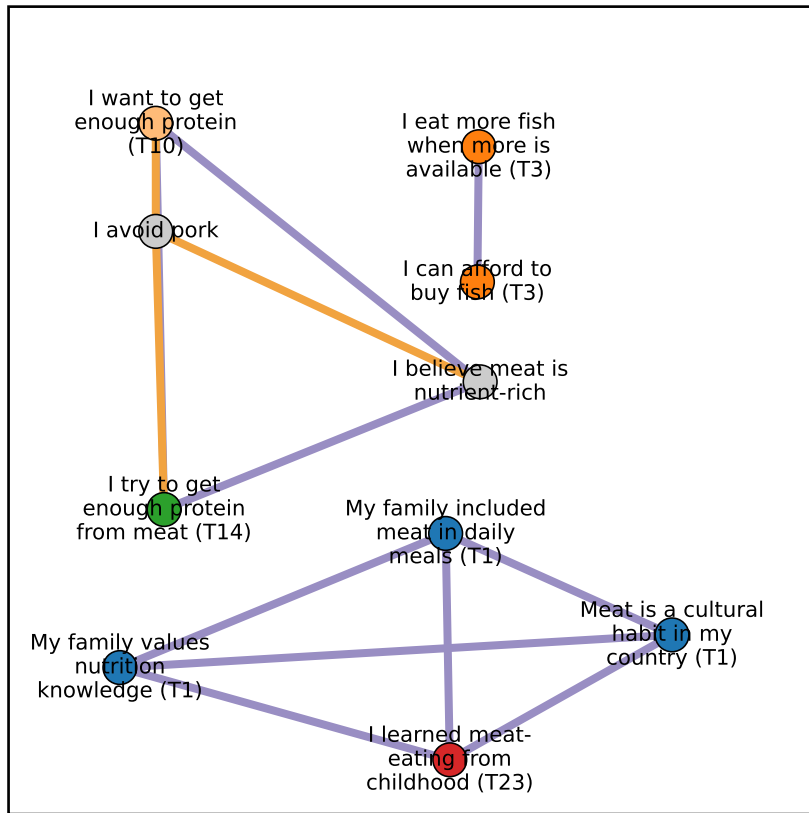 I want to get
enough protein
(T10)
I eat more fish
when more is
available (T3)
I avoid pork
I can afford to
buy fish (T3)
I believe meat is
nutrient-rich
I try to get
enough protein
from meat (T14)
My family included
meat in daily
meals (T1)
Meat is a cultural
habit in my
country (T1)
My family values
nutrition
knowledge (T1)
I learned meat-
eating from
childhood (T23)